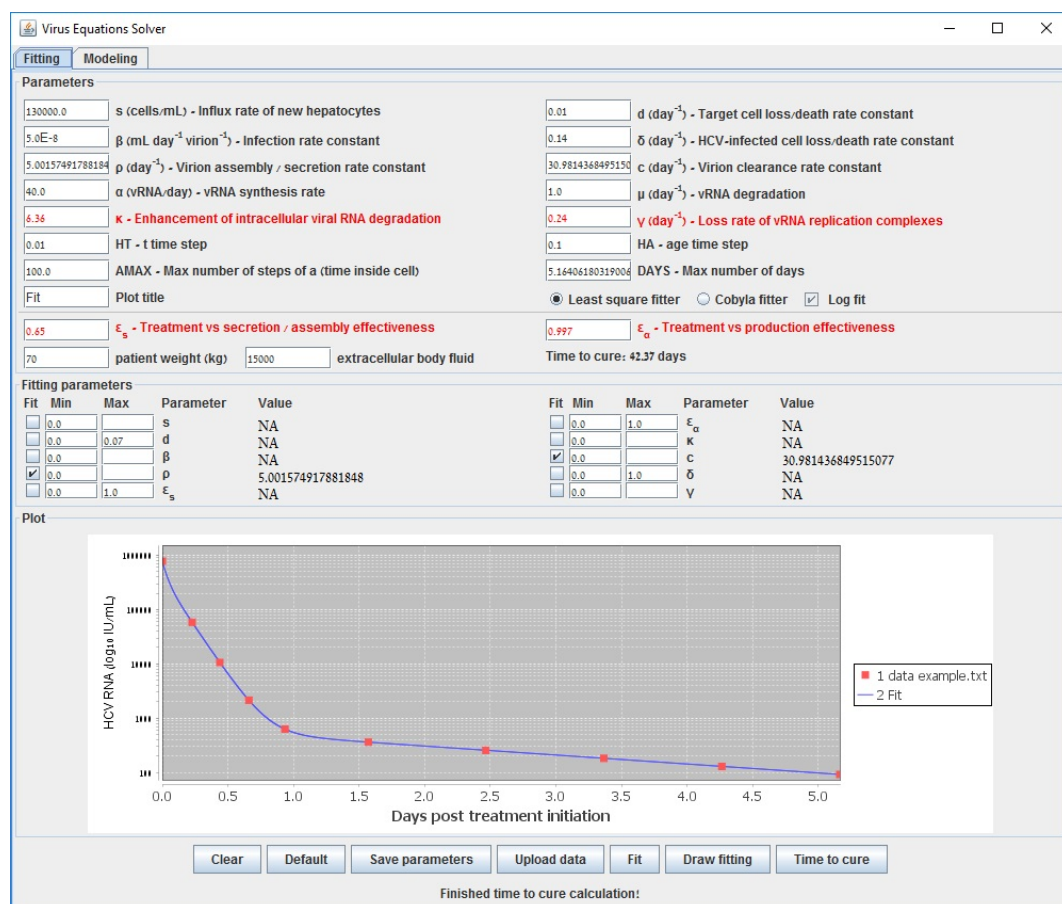 Virus Equations Solver
Fitting Modeling
Parameters
130000.0 s (cells/mL) - Influx rate of new hepatocytes 0.01 d (day⁻¹) - Target cell loss/death rate constant
5.0E-8 β (mL day⁻¹ virion⁻¹) - Infection rate constant 0.14 δ (day⁻¹) - HCV-infected cell loss/death rate constant
5.00157491788184 ρ (day⁻¹) - Virion assembly / secretion rate constant 30.9814368495150 c (day⁻¹) - Virion clearance rate constant
40.0 α (vRNA/day) - vRNA synthesis rate 1.0 μ (day⁻¹) - vRNA degradation
6.36 κ - Enhancement of intracellular viral RNA degradation 0.24 γ (day⁻¹) - Loss rate of vRNA replication complexes
0.01 HT - t time step 0.1 HA - age time step
100.0 AMAX - Max number of steps of a (time inside cell) 5.16406180319006 DAYS - Max number of days
Fit Plot title Least square fitter Cobyla fitter Log fit
0.65 εₛ - Treatment vs secretion / assembly effectiveness 0.997 εα - Treatment vs production effectiveness
70 patient weight (kg) 15000 extracellular body fluid Time to cure: 42.37 days
Fitting parameters
Fit Min Max Parameter Value Fit Min Max Parameter Value
0.0 s NA 0.0 1.0 εα NA
0.0 0.07 d NA 0.0 κ NA
0.0 β NA 0.0 c 30.981436849515077
0.0 ρ 5.001574917881848 0.0 1.0 δ NA
0.0 1.0 εₛ NA 0.0 γ NA
Plot
HCV RNA (log₁₀ IU/mL)
1000000
100000
10000
1000
100
0.0 0.5 1.0 1.5 2.0 2.5 3.0 3.5 4.0 4.5 5.0
Days post treatment initiation
1 data example.txt
2 Fit
Clear Default Save parameters Upload data Fit Draw fitting Time to cure
Finished time to cure calculation!